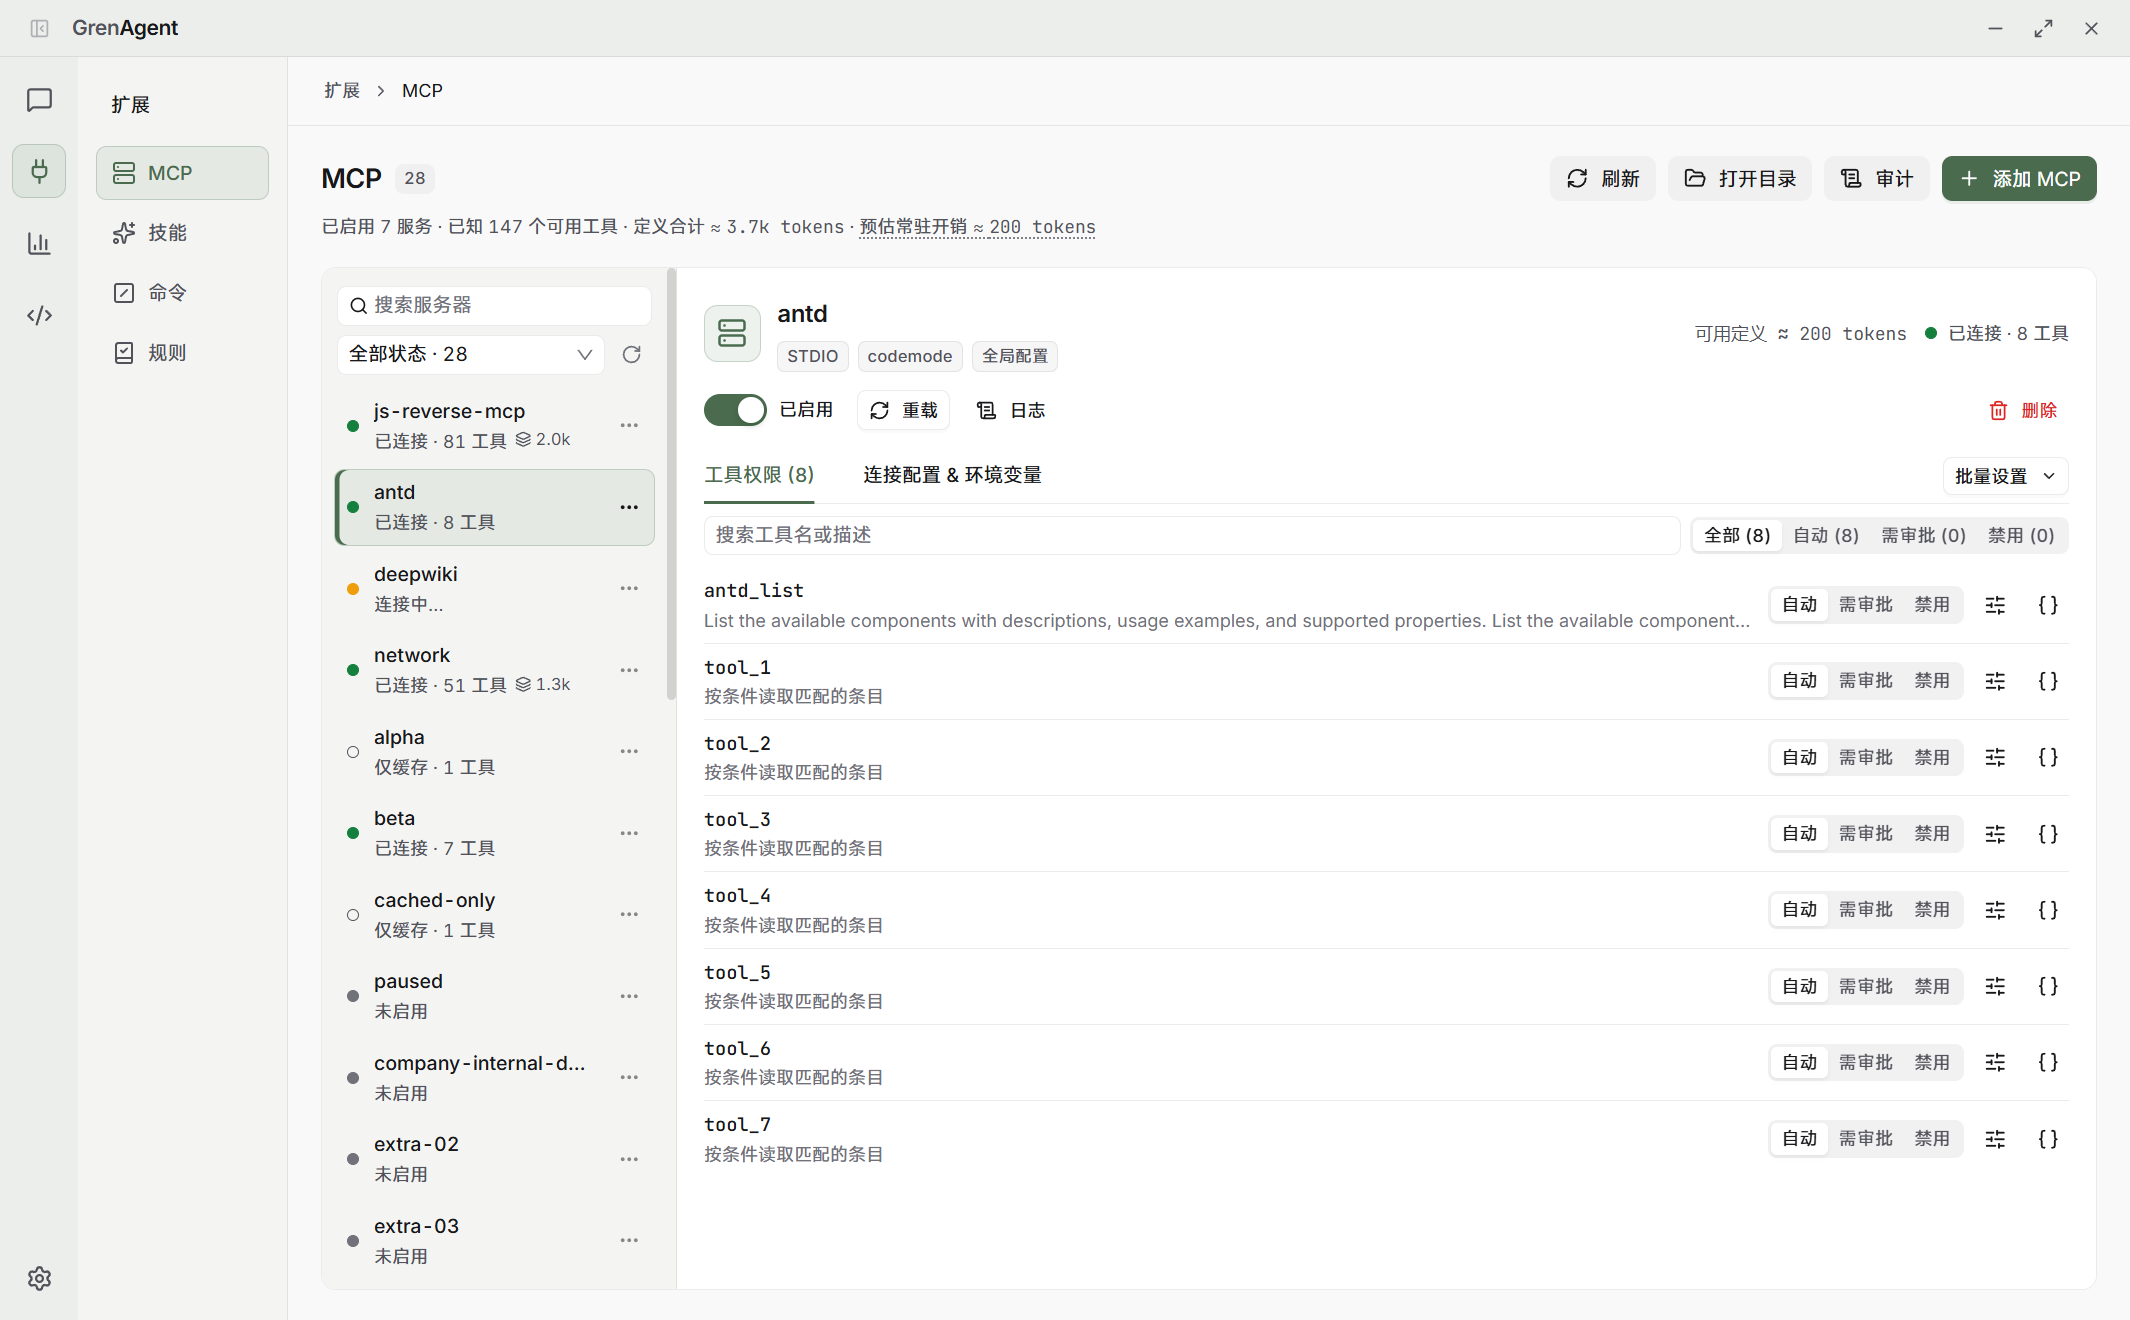 GrenAgent
扩展
MCP
技能
命令
规则
扩展 > MCP
MCP 28
刷新
打开目录
审计
添加 MCP
已启用 7 服务 · 已知 147 个可用工具 · 定义合计 ≈ 3.7k tokens · 预估常驻开销 ≈ 200 tokens
搜索服务器
全部状态 · 28
js-reverse-mcp
已连接 · 81 工具 2.0k
antd
已连接 · 8 工具
deepwiki
连接中...
network
已连接 · 51 工具 1.3k
alpha
仅缓存 · 1 工具
beta
已连接 · 7 工具
cached-only
仅缓存 · 1 工具
paused
未启用
company-internal-d...
未启用
extra-02
未启用
extra-03
未启用
antd
STDIO codemode 全局配置
可用定义 ≈ 200 tokens 已连接 · 8 工具
已启用 重载 日志 删除
工具权限 (8) 连接配置 & 环境变量 批量设置
搜索工具名或描述 全部 (8) 自动 (8) 需审批 (0) 禁用 (0)
antd_list
List the available components with descriptions, usage examples, and supported properties. List the available component...
自动 需审批 禁用 {}
tool_1
按条件读取匹配的条目
自动 需审批 禁用 {}
tool_2
按条件读取匹配的条目
自动 需审批 禁用 {}
tool_3
按条件读取匹配的条目
自动 需审批 禁用 {}
tool_4
按条件读取匹配的条目
自动 需审批 禁用 {}
tool_5
按条件读取匹配的条目
自动 需审批 禁用 {}
tool_6
按条件读取匹配的条目
自动 需审批 禁用 {}
tool_7
按条件读取匹配的条目
自动 需审批 禁用 {}